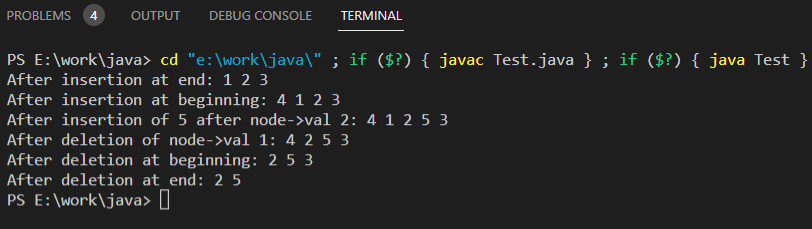 PROBLEMS 4 OUTPUT DEBUG CONSOLE TERMINAL
PS E:\work\java> cd "e:\work\java\" ; if ($?) { javac Test.java } ; if ($?) { java Test }
After insertion at end: 1 2 3
After insertion at beginning: 4 1 2 3
After insertion of 5 after node->val 2: 4 1 2 5 3
After deletion of node->val 1: 4 2 5 3
After deletion at beginning: 2 5 3
After deletion at end: 2 5
PS E:\work\java>